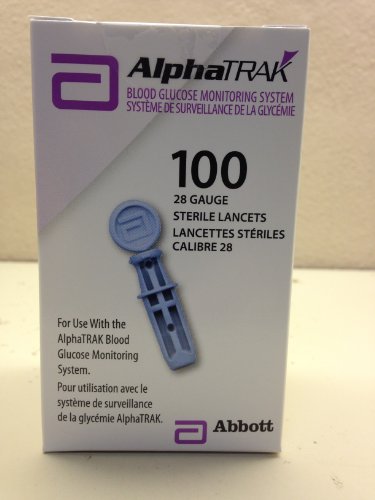 AlphaTRAK
BLOOD GLUCOSE MONITORING SYSTEM
SYSTÈME DE SURVEILLANCE DE LA GLYCÉMIE
100
28 GAUGE
STERILE LANCETS
LANCETTES STÉRILES
CALIBRE 28
For Use With the
AlphaTRAK Blood
Glucose Monitoring
System.
Pour utilisation avec le
système de surveillance
de la glycémie AlphaTRAK.
Abbott